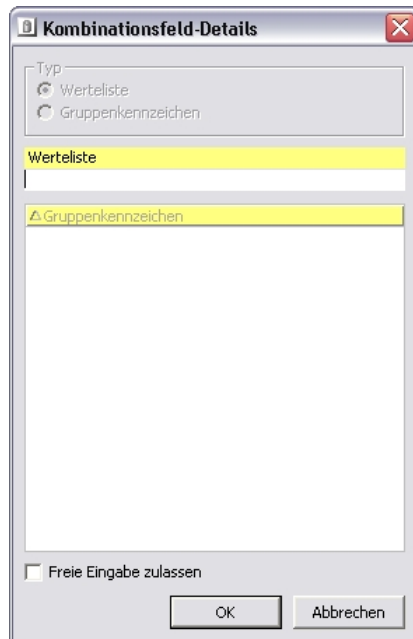 Kombinationsfeld-Details
Typ
Werteliste
Gruppenkennzeichen
Werteliste
Gruppenkennzeichen
Freie Eingabe zulassen
OK
Abbrechen